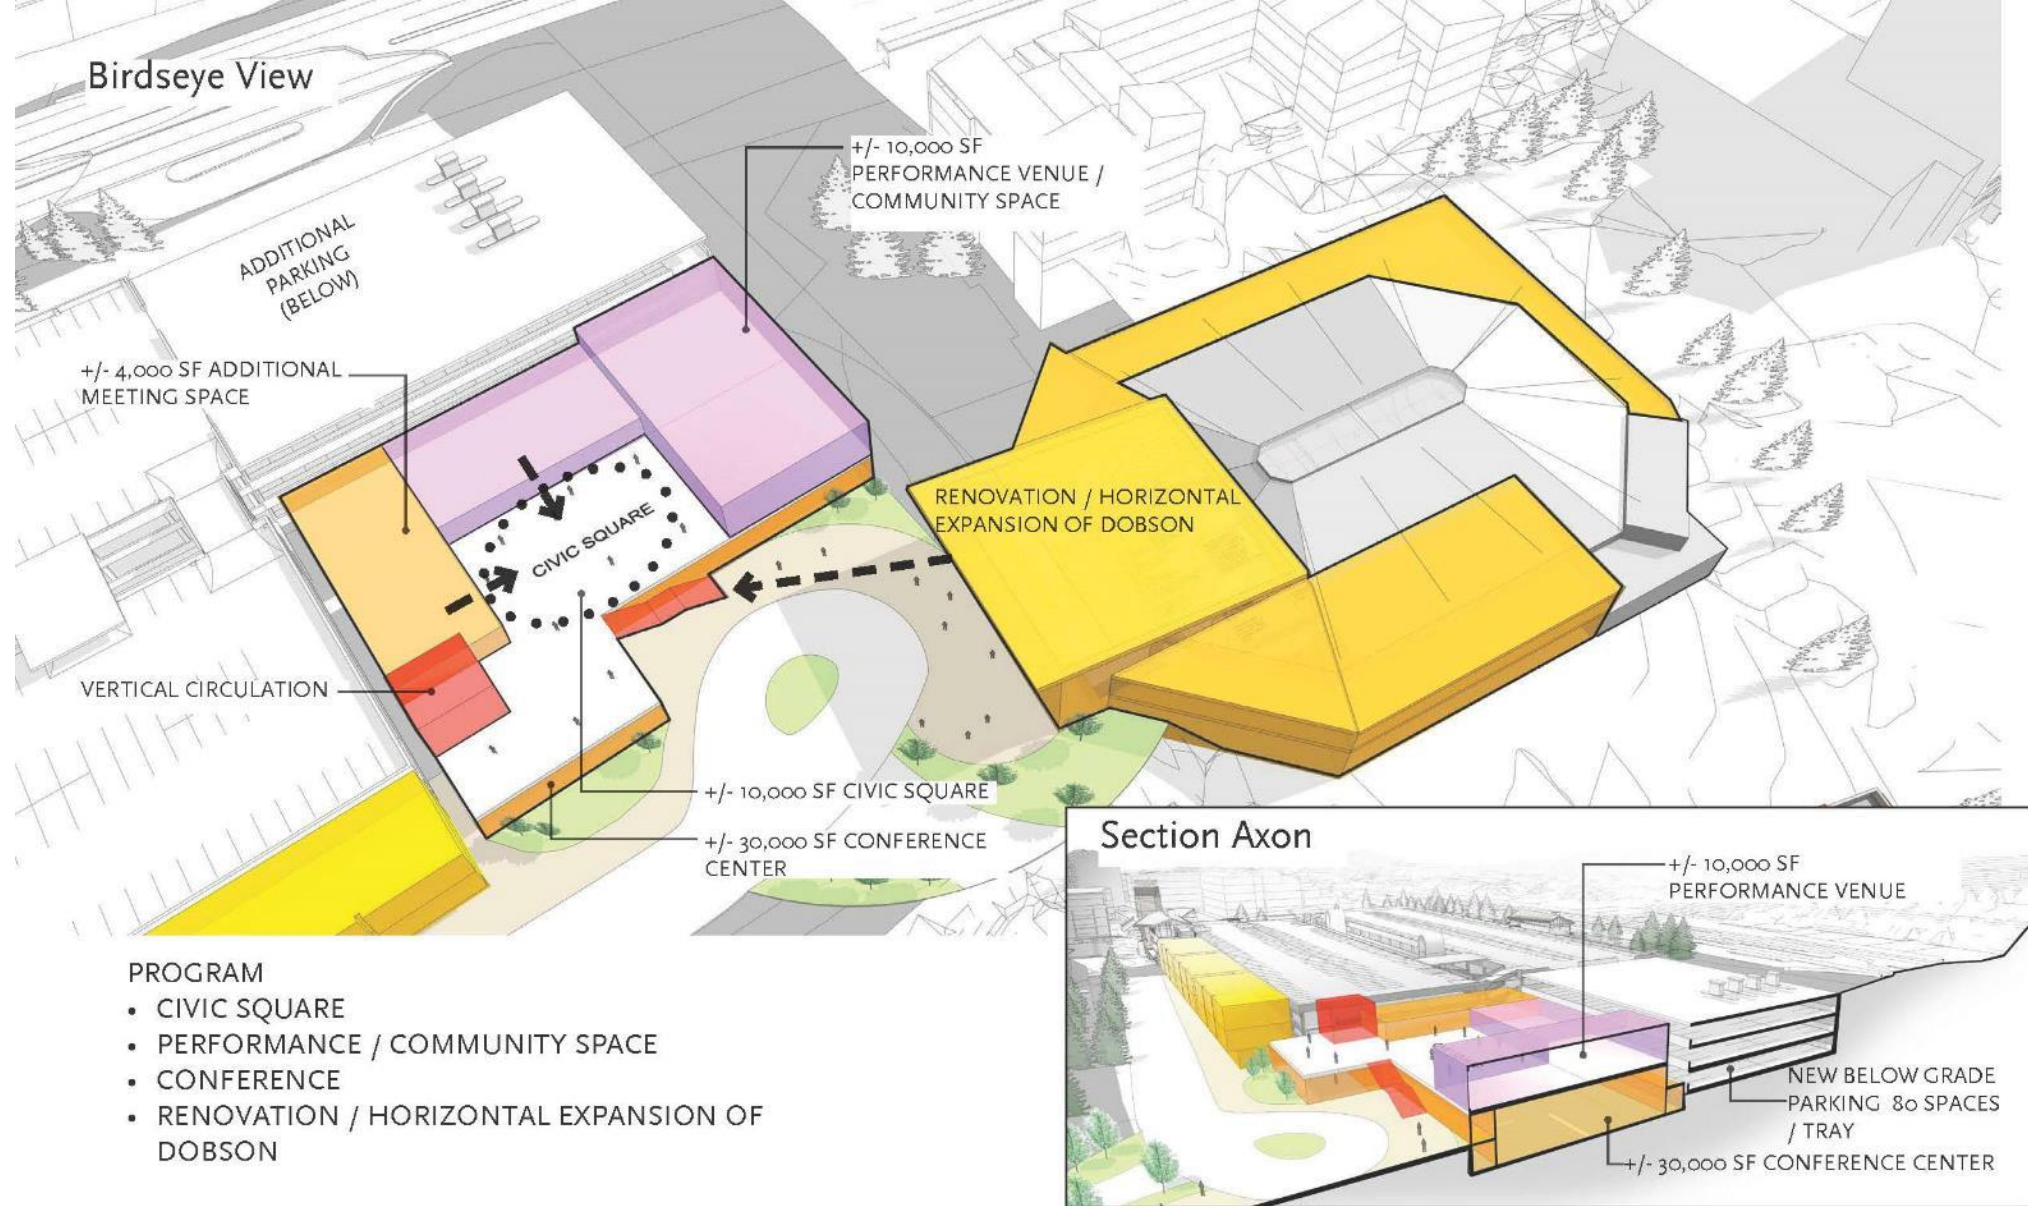 Birdseye View
+/- 10,000 SF
PERFORMANCE VENUE /
COMMUNITY SPACE
ADDITIONAL
PARKING
(BELOW)
+/- 4,000 SF ADDITIONAL
MEETING SPACE
RENOVATION / HORIZONTAL
EXPANSION OF DOBSON
CIVIC SQUARE
VERTICAL CIRCULATION
+/- 10,000 SF CIVIC SQUARE
+/- 30,000 SF CONFERENCE
CENTER
Section Axon
+/- 10,000 SF
PERFORMANCE VENUE
NEW BELOW GRADE
PARKING 80 SPACES
/ TRAY
+/- 30,000 SF CONFERENCE CENTER
PROGRAM
• CIVIC SQUARE
• PERFORMANCE / COMMUNITY SPACE
• CONFERENCE
• RENOVATION / HORIZONTAL EXPANSION OF
DOBSON